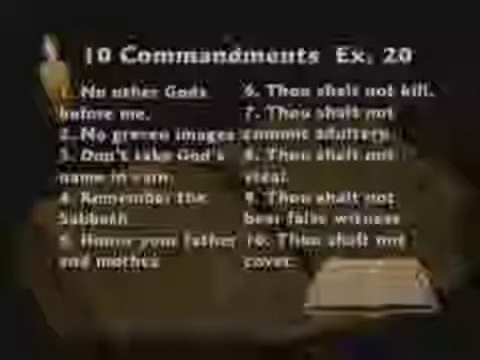 10 Commandments Ex. 20
1. No other Gods
before me.
2. No graven images
3. Don't take God's
name in vain.
4. Remember the
Sabbath
5. Honor your father
and mother
6. Thou shalt not kill.
7. Thou shalt not
commit adultery.
8. Thou shalt not
steal.
9. Thou shalt not
bear false witness
10. Thou shalt not
covet.